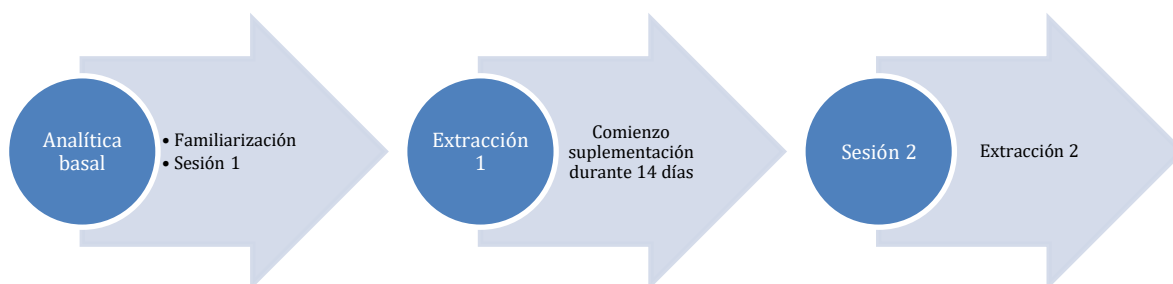 Analítica
basal
• Familiarización
• Sesión 1
Extracción
1
Comienzo
suplementación
durante 14 días
Sesión 2
Extracción 2